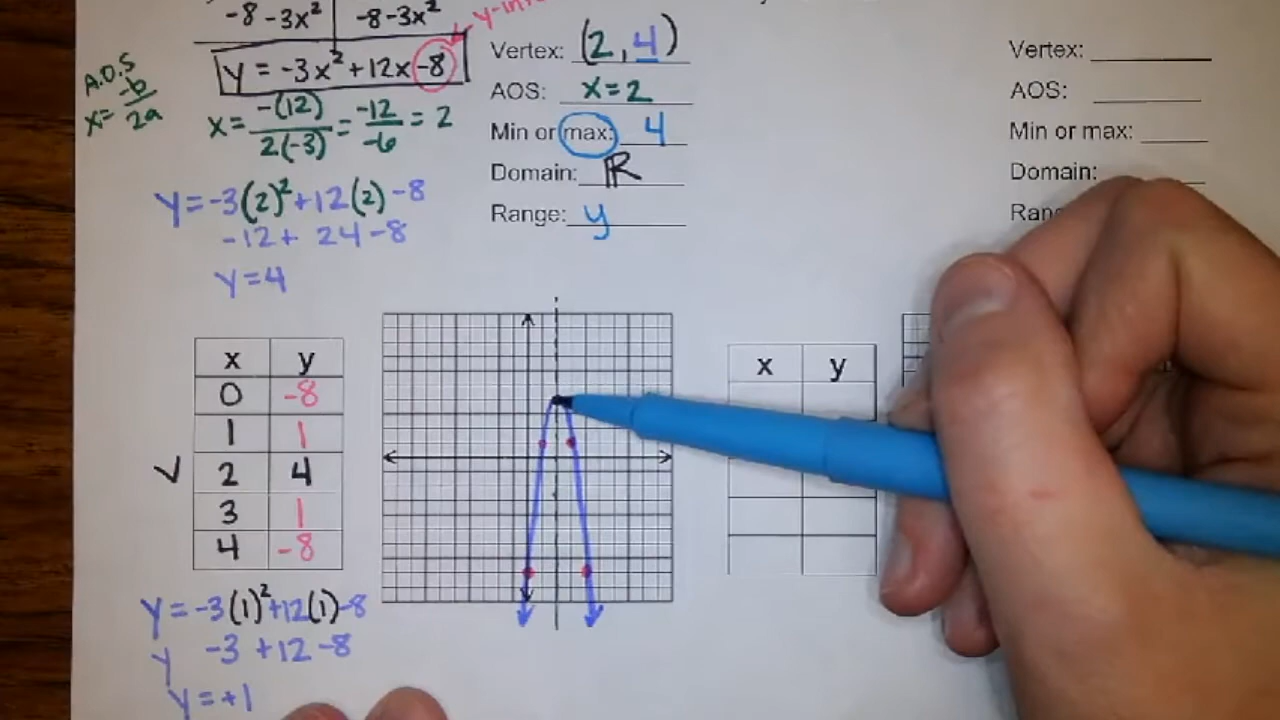 -8 -3x² -8 -3x²
y = -3x² + 12x -8
A.O.S
x = -b/2a
x = -(12)/2(-3) = -12/-6 = 2
y = -3(2)² + 12(2) - 8
-12 + 24 - 8
y = 4
Vertex: (2, 4)
AOS: x = 2
Min or max: 4
Domain: ℝ
Range: y
Vertex:
AOS:
Min or max:
Domain:
x y
0 -8
1 1
✓ 2 4
3 1
4 -8
x y
y = -3(1)² + 12(1) - 8
y -3 + 12 - 8
y = +1